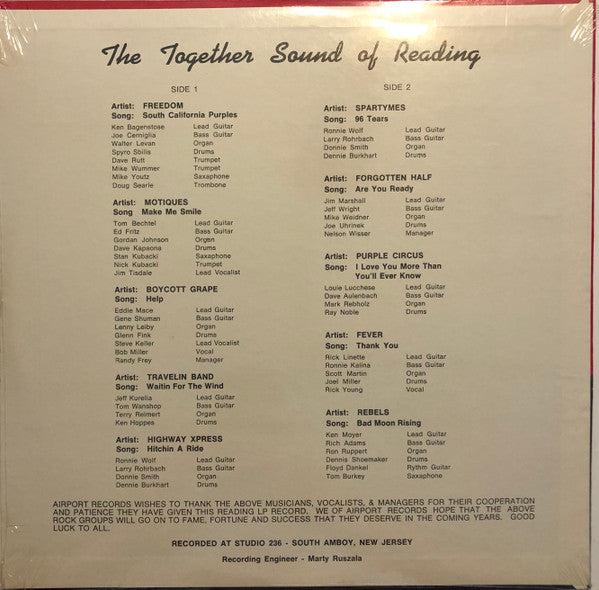 The Together Sound of Reading
SIDE 1
Artist: FREEDOM
Song: South California Purples
Ken Bagenstose Lead Guitar
Joe Cerniglia Bass Guitar
Walter Levan Organ
Spyro Sbilis Drums
Dave Rutt Trumpet
Mike Wummer Trumpet
Mike Youtz Saxaphone
Doug Searle Trombone
Artist: MOTIQUES
Song Make Me Smile
Tom Bechtel Lead Guitar
Ed Fritz Bass Guitar
Gordan Johnson Organ
Dave Kapaona Drums
Stan Kubacki Saxaphone
Nick Kubacki Trumpet
Jim Tisdale Lead Vocalist
Artist: BOYCOTT GRAPE
Song: Help
Eddie Mace Lead Guitar
Gene Shuman Bass Guitar
Lenny Leiby Organ
Glenn Fink Drums
Steve Keller Lead Vocalist
Bob Miller Vocal
Randy Frey Manager
Artist: TRAVELIN BAND
Song: Waitin For The Wind
Jeff Kurelia Lead Guitar
Tom Wanshop Bass Guitar
Terry Reimert Organ
Ken Hoppes Drums
Artist: HIGHWAY XPRESS
Song: Hitchin A Ride
Ronnie Wolf Lead Guitar
Larry Rohrbach Bass Guitar
Donnie Smith Organ
Dennie Burkhart Drums
SIDE 2
Artist: SPARTYMES
Song: 96 Tears
Ronnie Wolf Lead Guitar
Larry Rohrbach Bass Guitar
Donnie Smith Organ
Dennie Burkhart Drums
Artist: FORGOTTEN HALF
Song: Are You Ready
Jim Marshall Lead Guitar
Jeff Wright Bass Guitar
Mike Weidner Organ
Joe Uhrinek Drums
Nelson Wisser Manager
Artist: PURPLE CIRCUS
Song: I Love You More Than
You'll Ever Know
Louie Lucchese Lead Guitar
Dave Aulenbach Bass Guitar
Mark Rebholz Organ
Ray Noble Drums
Artist: FEVER
Song: Thank You
Rick Linette Lead Guitar
Ronnie Kalina Bass Guitar
Scott Martin Organ
Joel Miller Drums
Rick Young Vocal
Artist: REBELS
Song: Bad Moon Rising
Ken Moyer Lead Guitar
Rich Adams Bass Guitar
Ron Ruppert Organ
Dennis Shoemaker Drums
Floyd Dankel Rythm Guitar
Tom Burkey Saxaphone
AIRPORT RECORDS WISHES TO THANK THE ABOVE MUSICIANS, VOCALISTS, & MANAGERS FOR THEIR COOPERATION
AND PATIENCE THEY HAVE GIVEN THIS READING LP RECORD. WE OF AIRPORT RECORDS HOPE THAT THE ABOVE
ROCK GROUPS WILL GO ON TO FAME, FORTUNE AND SUCCESS THAT THEY DESERVE IN THE COMING YEARS. GOOD
LUCK TO ALL.
RECORDED AT STUDIO 236 - SOUTH AMBOY, NEW JERSEY
Recording Engineer - Marty Ruszala